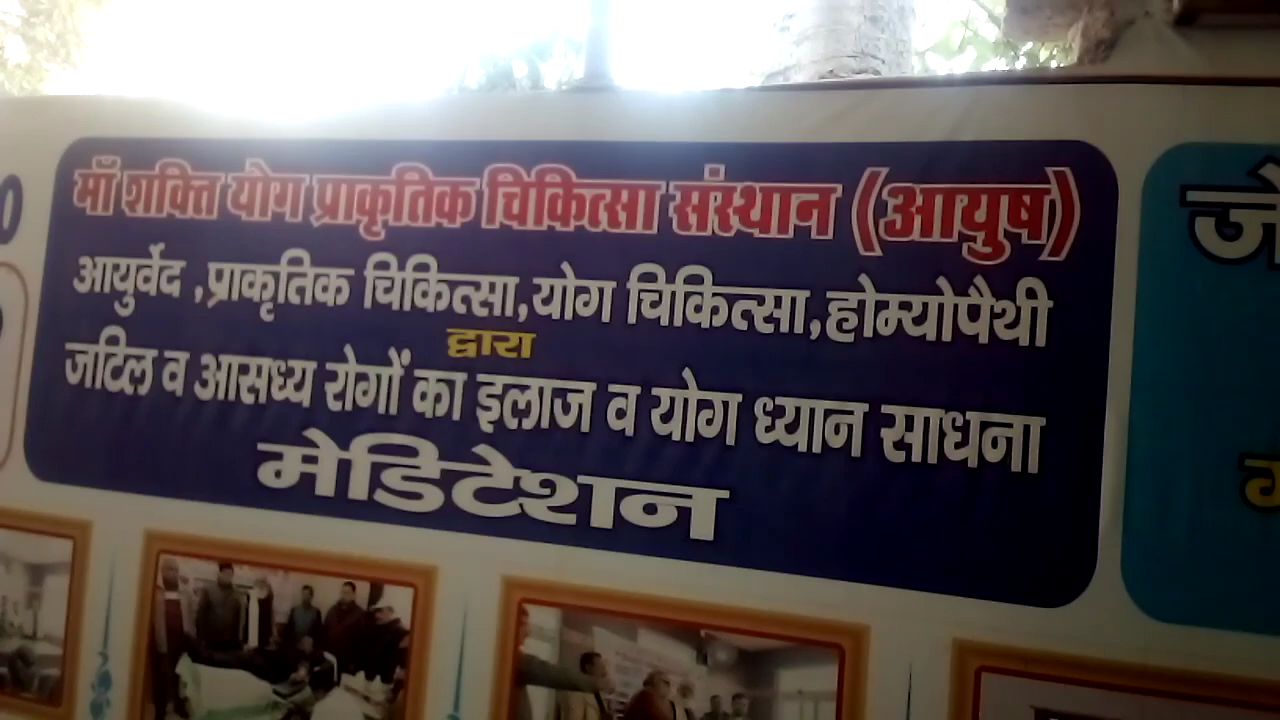 माँ शक्ति योग प्राकृतिक चिकित्सा संस्थान (आयुष)
आयुर्वेद ,प्राकृतिक चिकित्सा,योग चिकित्सा,होम्योपैथी
द्वारा
जटिल व आसध्य रोगों का इलाज व योग ध्यान साधना
मेडिटेशन